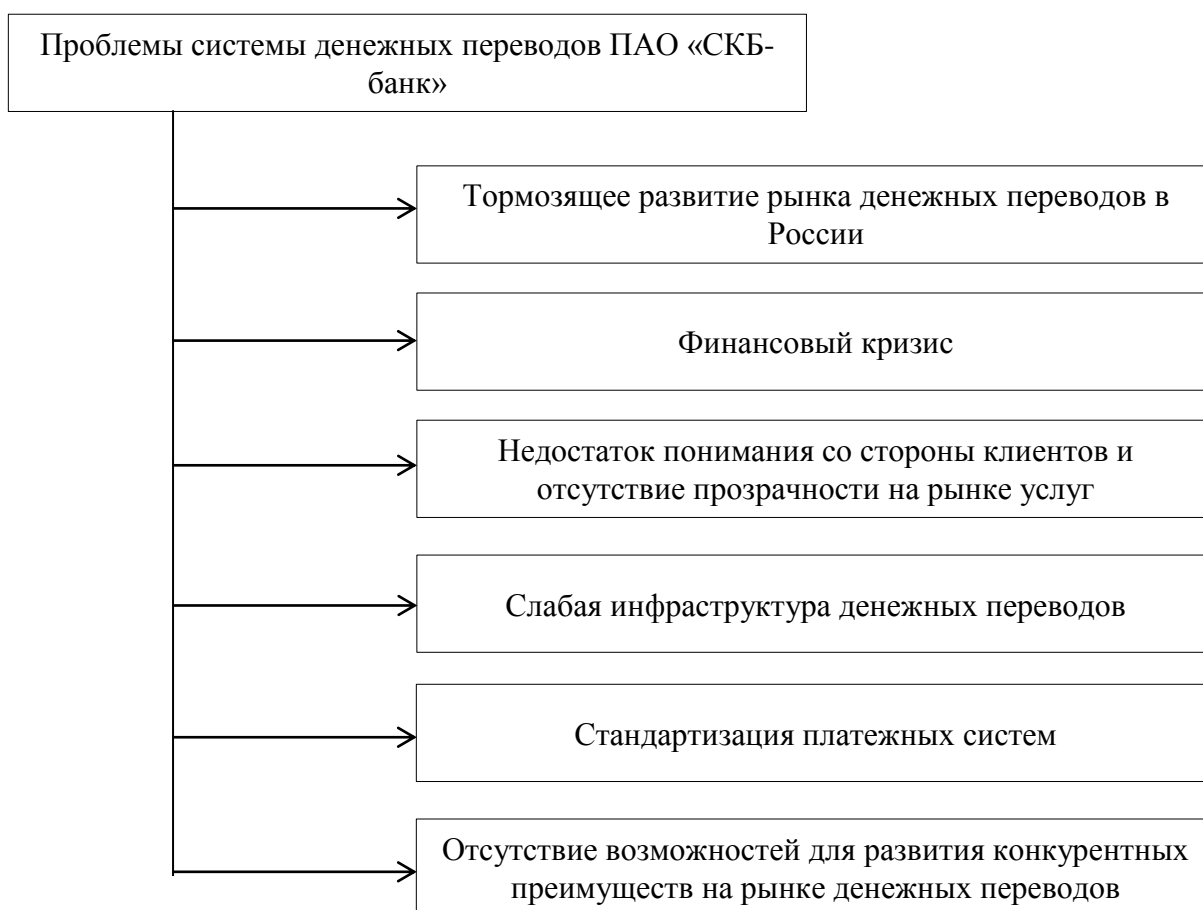 Проблемы системы денежных переводов ПАО «СКБ-
банк»
Тормозящее развитие рынка денежных переводов в
России
Финансовый кризис
Недостаток понимания со стороны клиентов и
отсутствие прозрачности на рынке услуг
Слабая инфраструктура денежных переводов
Стандартизация платежных систем
Отсутствие возможностей для развития конкурентных
преимуществ на рынке денежных переводов